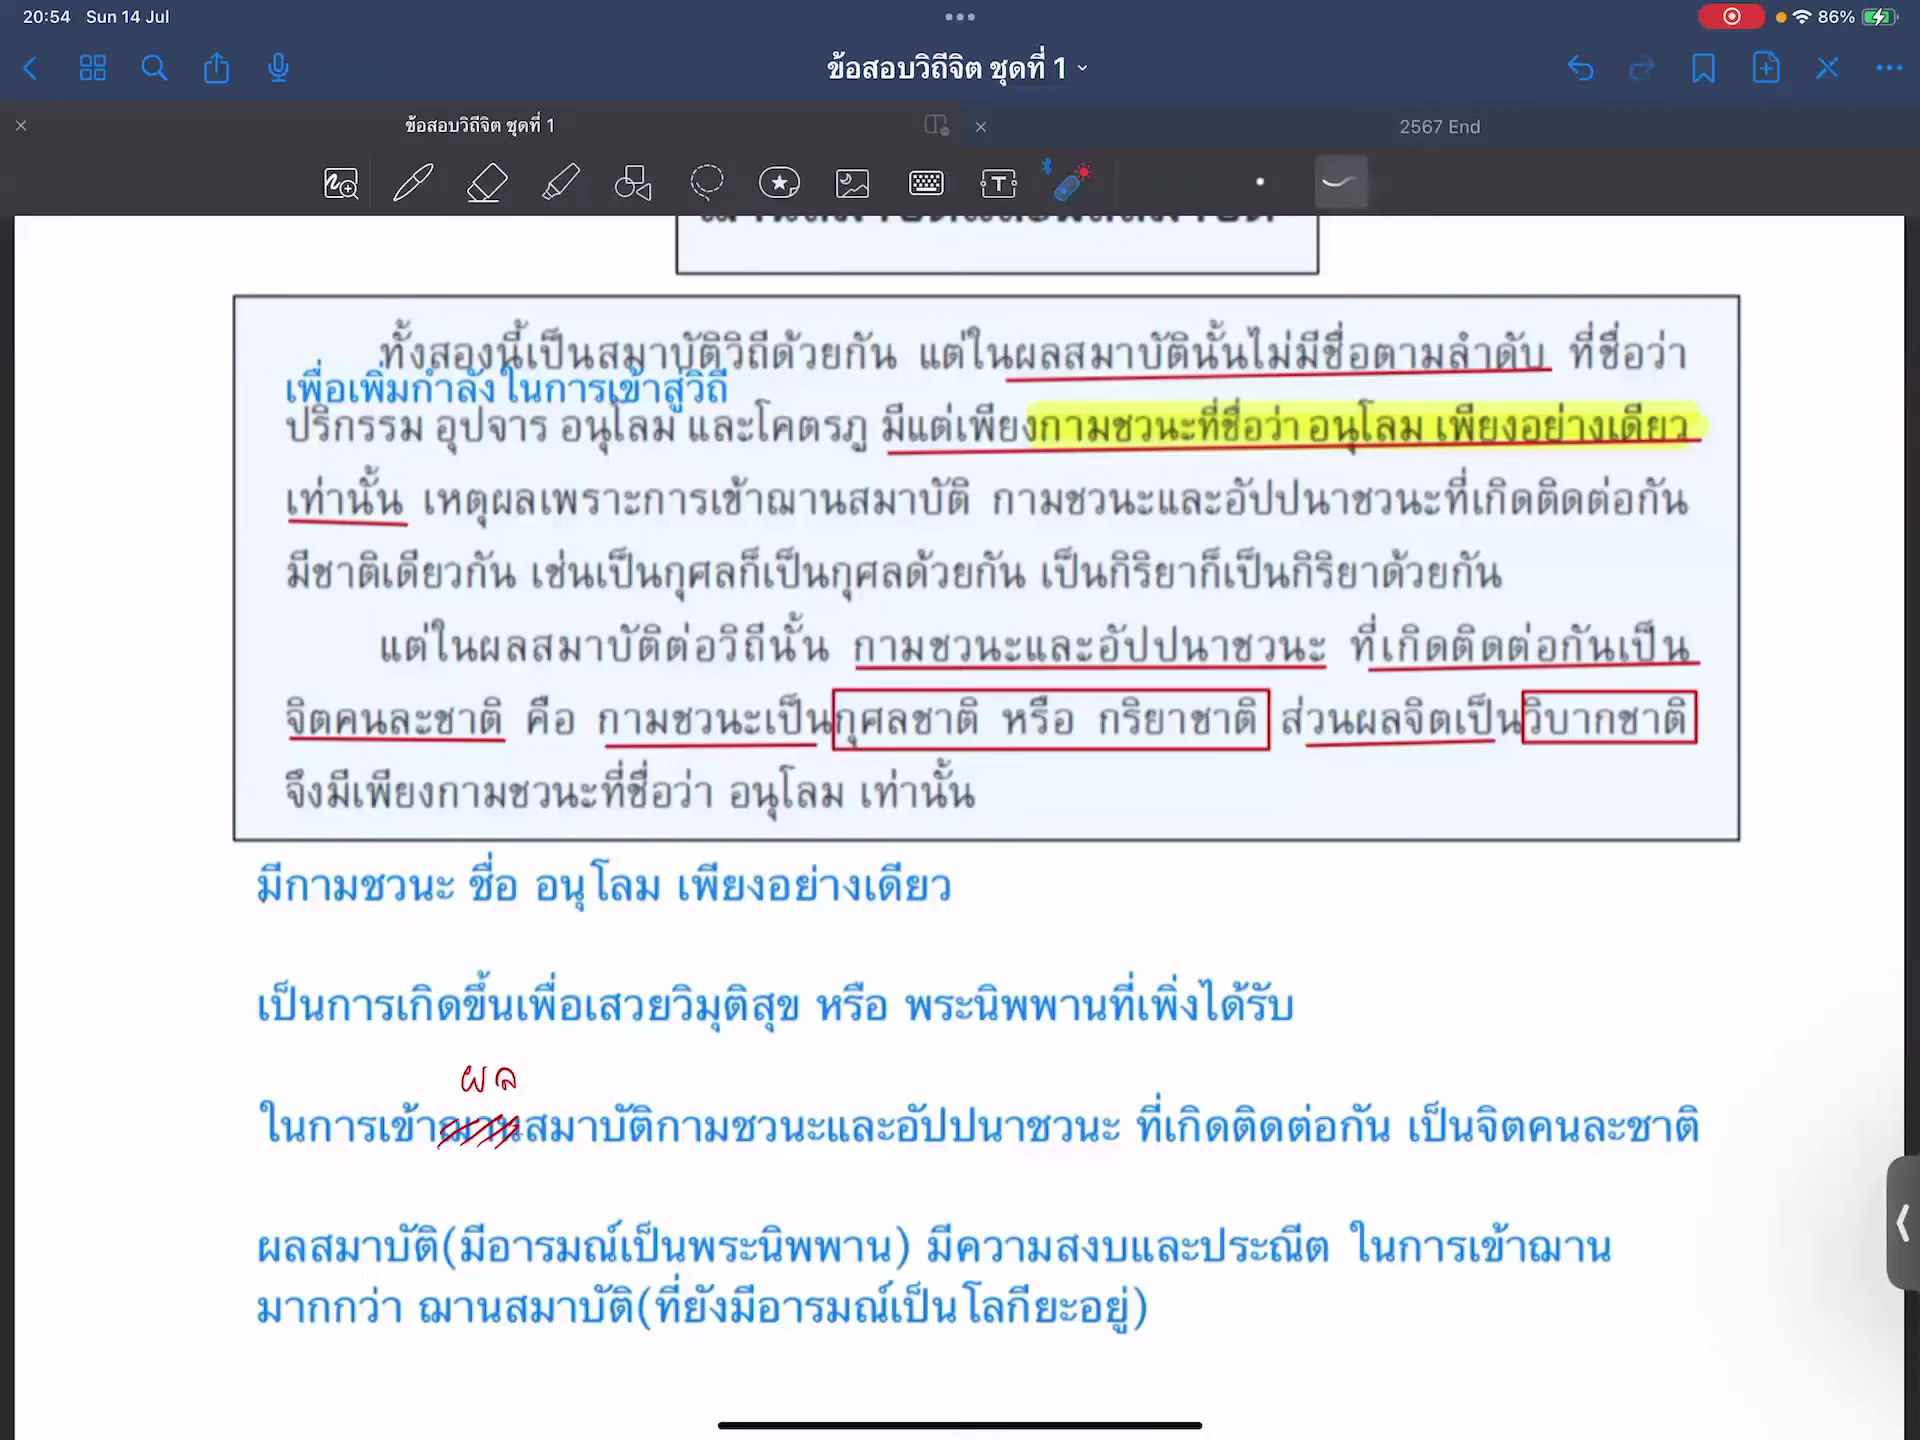 20:54 Sun 14 Jul
86%
ข้อสอบวิถีจิต ชุดที่ 1
ข้อสอบวิถีจิต ชุดที่ 1
2567 End
ทั้งสองนี้เป็นสมาบัติวิถีด้วยกัน แต่ในผลสมาบัตินั้นไม่มีชื่อตามลำดับ ที่ชื่อว่า
เพื่อเพิ่มกำลังในการเข้าสู่วิถี
ปริกรรม อุปจาร อนุโลม และโคตรภู มีแต่เพียงกามชวนะที่ชื่อว่า อนุโลม เพียงอย่างเดียว
เท่านั้น เหตุผลเพราะการเข้าฌานสมาบัติ กามชวนะและอัปปนาชวนะที่เกิดติดต่อกัน
มีชาติเดียวกัน เช่นเป็นกุศลก็เป็นกุศลด้วยกัน เป็นกิริยาก็เป็นกิริยาด้วยกัน
แต่ในผลสมาบัติต่อวิถีนั้น กามชวนะและอัปปนาชวนะ ที่เกิดติดต่อกันเป็น
จิตคนละชาติ คือ กามชวนะเป็นกุศลชาติ หรือ กริยาชาติ ส่วนผลจิตเป็นวิบากชาติ
จึงมีเพียงกามชวนะที่ชื่อว่า อนุโลม เท่านั้น
มีกามชวนะ ชื่อ อนุโลม เพียงอย่างเดียว
เป็นการเกิดขึ้นเพื่อเสวยวิมุติสุข หรือ พระนิพพานที่เพิ่งได้รับ
ผล
ในการเข้าฌานสมาบัติกามชวนะและอัปปนาชวนะ ที่เกิดติดต่อกัน เป็นจิตคนละชาติ
ผลสมาบัติ(มีอารมณ์เป็นพระนิพพาน) มีความสงบและประณีต ในการเข้าฌาน
มากกว่า ฌานสมาบัติ(ที่ยังมีอารมณ์เป็นโลกียะอยู่)